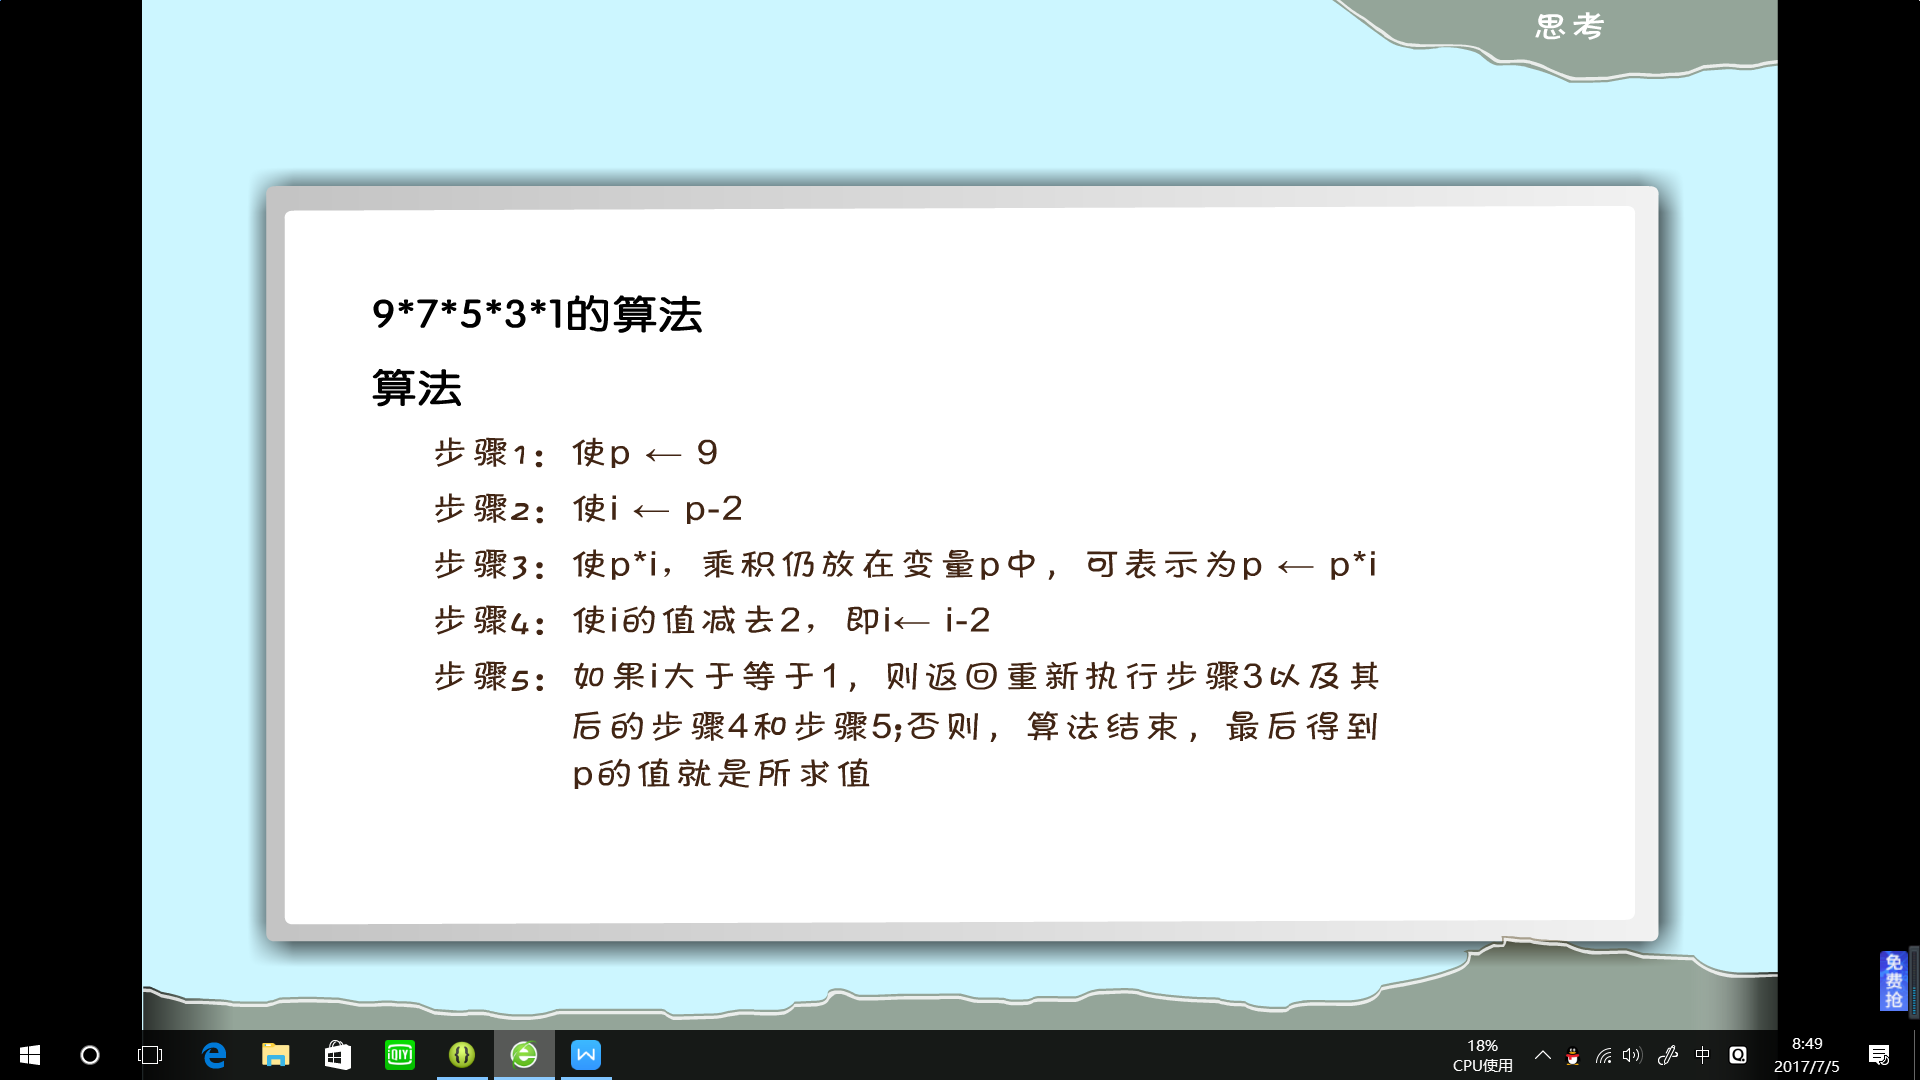 思考
9*7*5*3*1的算法
算法
步骤1：使p ← 9
步骤2：使i ← p-2
步骤3：使p*i，乘积仍放在变量p中，可表示为p ← p*i
步骤4：使i的值减去2，即i← i-2
步骤5：如果i大于等于1，则返回重新执行步骤3以及其
后的步骤4和步骤5;否则，算法结束，最后得到
p的值就是所求值
免
费
抢
iQIYI
18%
CPU使用
中
8:49
2017/7/5